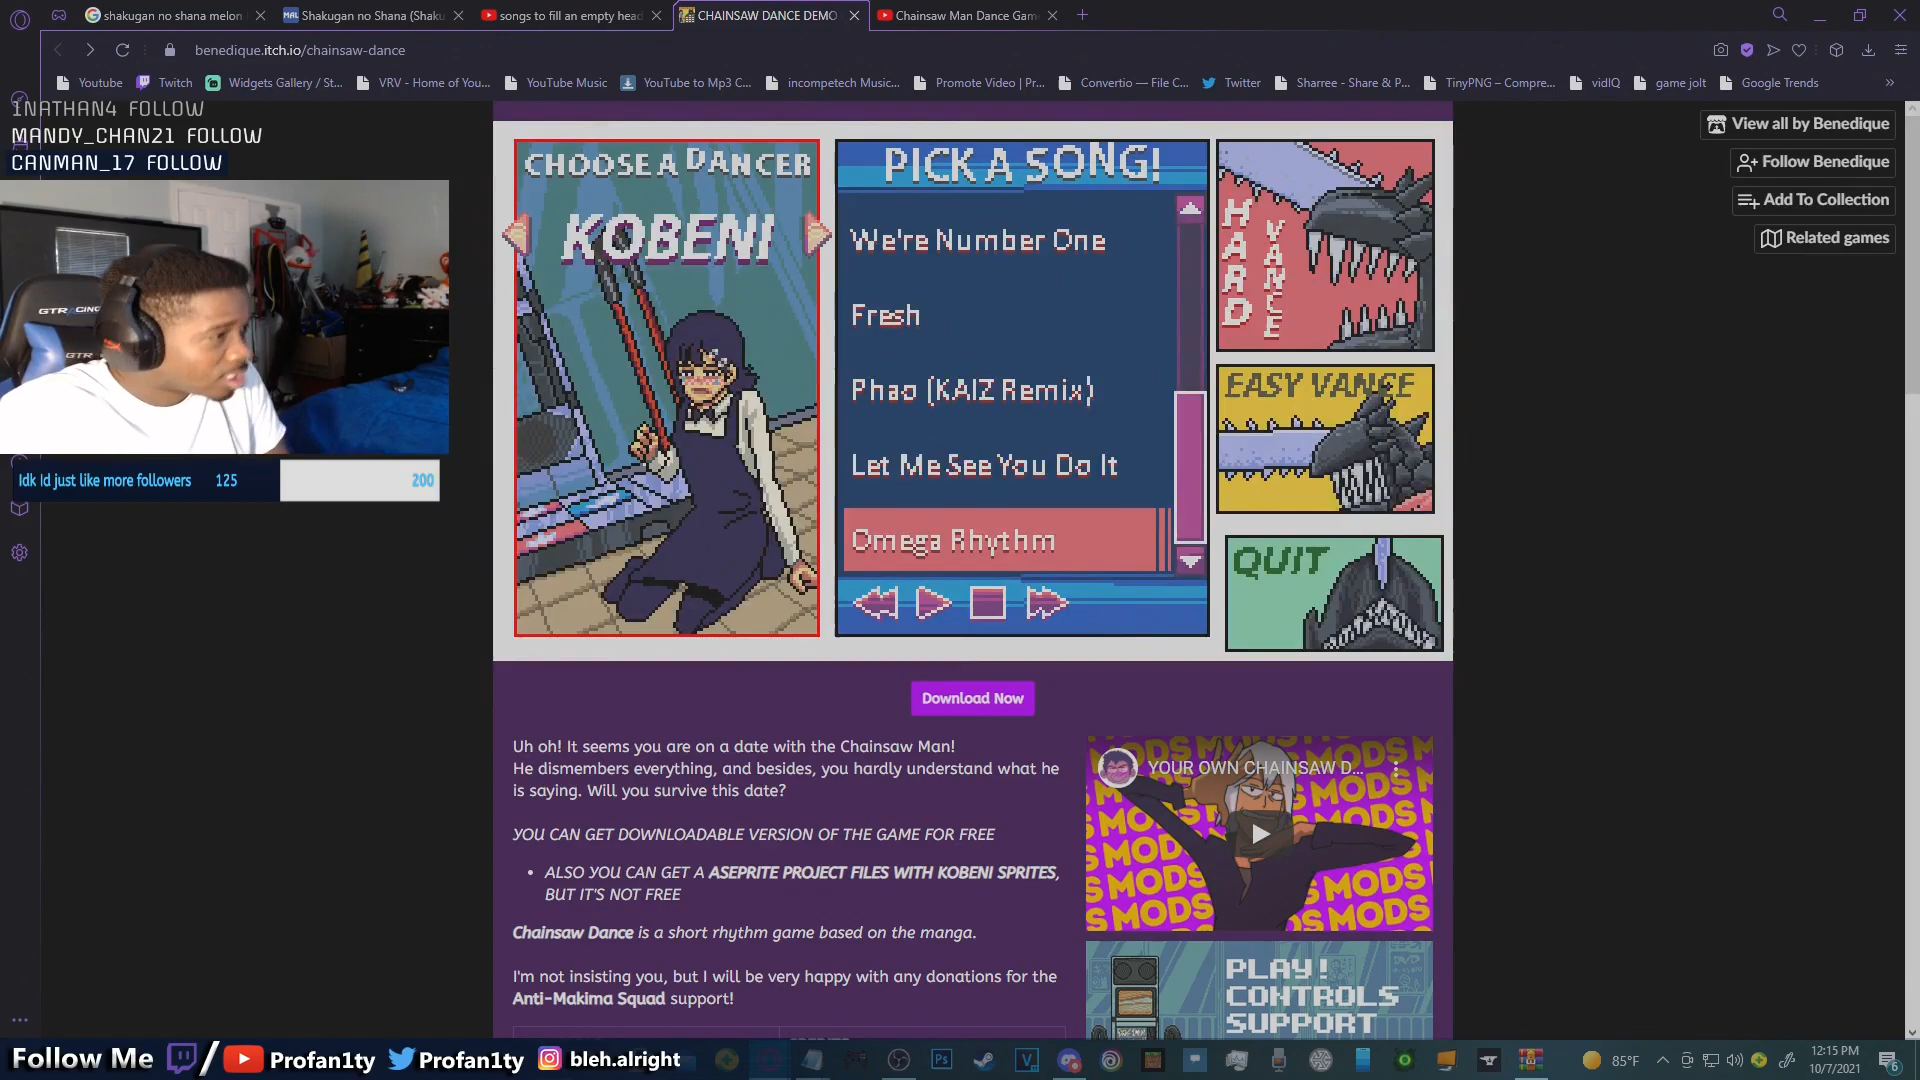 shakugan no shana melon
Shakugan no Shana (Shaku
songs to fill an empty head
CHAINSAW DANCE DEMO
Chainsaw Man Dance Gam
benedique.itch.io/chainsaw-dance
Youtube
Twitch
Widgets Gallery / St...
VRV - Home of You...
YouTube Music
YouTube to Mp3 C...
incompetech Music...
Promote Video | Pr...
Convertio — File C...
Twitter
Sharree - Share & P...
TinyPNG – Compre...
vidIQ
game jolt
Google Trends
1NATHAN4 FOLLOW
MANDY_CHAN21 FOLLOW
CANMAN_17 FOLLOW
GTRACING
GTR
Idk Id just like more followers 125 200
CHOOSE A DANCER
KOBENI
PICK A SONG!
We're Number One
Fresh
Phao (KAIZ Remix)
Let Me See You Do It
Omega Rhythm
HARD VANCE
EASY VANCE
QUIT
View all by Benedique
Follow Benedique
Add To Collection
Related games
Download Now
Uh oh! It seems you are on a date with the Chainsaw Man!
He dismembers everything, and besides, you hardly understand what he
is saying. Will you survive this date?
YOU CAN GET DOWNLOADABLE VERSION OF THE GAME FOR FREE
• ALSO YOU CAN GET A ASEPRITE PROJECT FILES WITH KOBENI SPRITES,
BUT IT'S NOT FREE
Chainsaw Dance is a short rhythm game based on the manga.
I'm not insisting you, but I will be very happy with any donations for the
Anti-Makima Squad support!
YOUR OWN CHAINSAW D...
MODS
PLAY!
CONTROLS
SUPPORT
Follow Me / Profan1ty Profan1ty bleh.alright
85°F
12:15 PM
10/7/2021
6